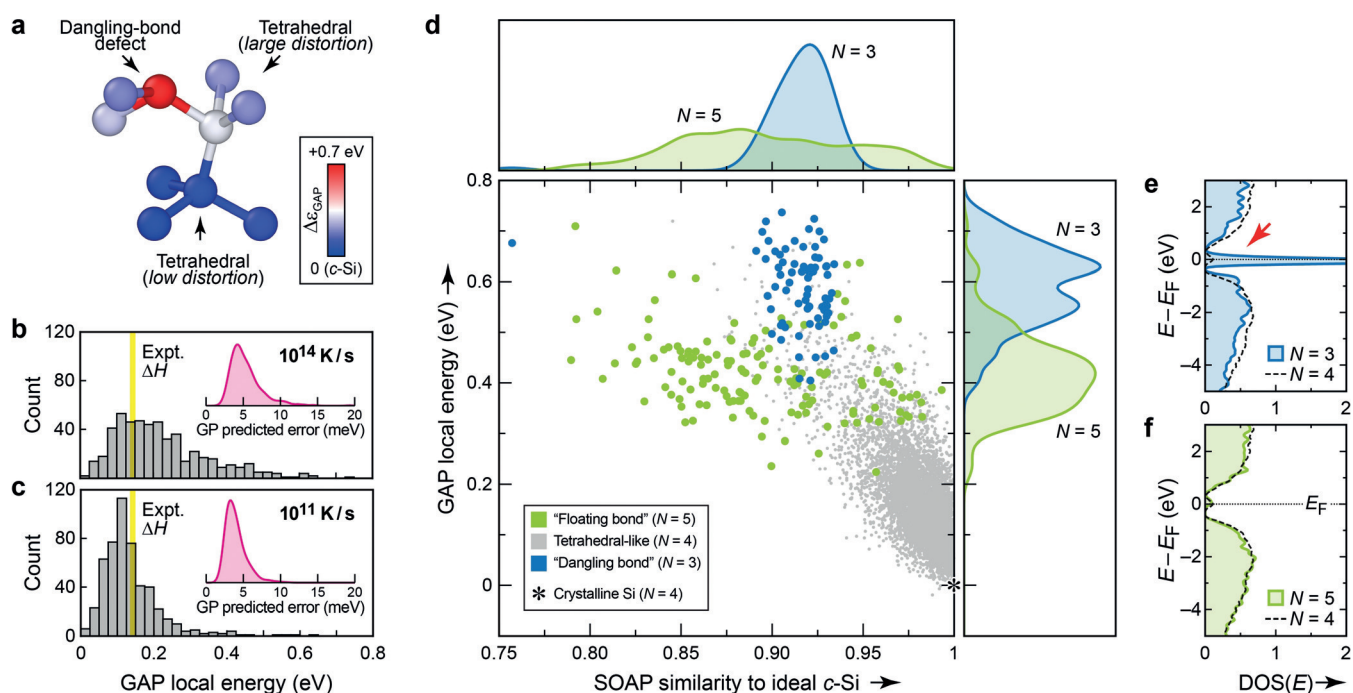 a
Dangling-bond
defect
Tetrahedral
(large distortion)
+0.7 eV
ΔεGAP
0 (c-Si)
Tetrahedral
(low distortion)
b
120
80
40
Count
Expt.
ΔH
10¹⁴ K / s
0 5 10 15 20
GP predicted error (meV)
c
120
80
40
0
Count
Expt.
ΔH
10¹¹ K / s
0 5 10 15 20
GP predicted error (meV)
0 0.2 0.4 0.6 0.8
GAP local energy (eV)
d
N = 3
N = 5
0.8
0.6
0.4
0.2
0
GAP local energy (eV)
"Floating bond" (N = 5)
Tetrahedral-like (N = 4)
"Dangling bond" (N = 3)
* Crystalline Si (N = 4)
*
0.75 0.80 0.85 0.90 0.95 1
SOAP similarity to ideal c-Si
N = 3
N = 5
e
2
0
−2
−4
E − EF (eV)
N = 3
N = 4
0 1 2
f
2
0
−2
−4
E − EF (eV)
EF
N = 5
N = 4
0 1 2
DOS(E)